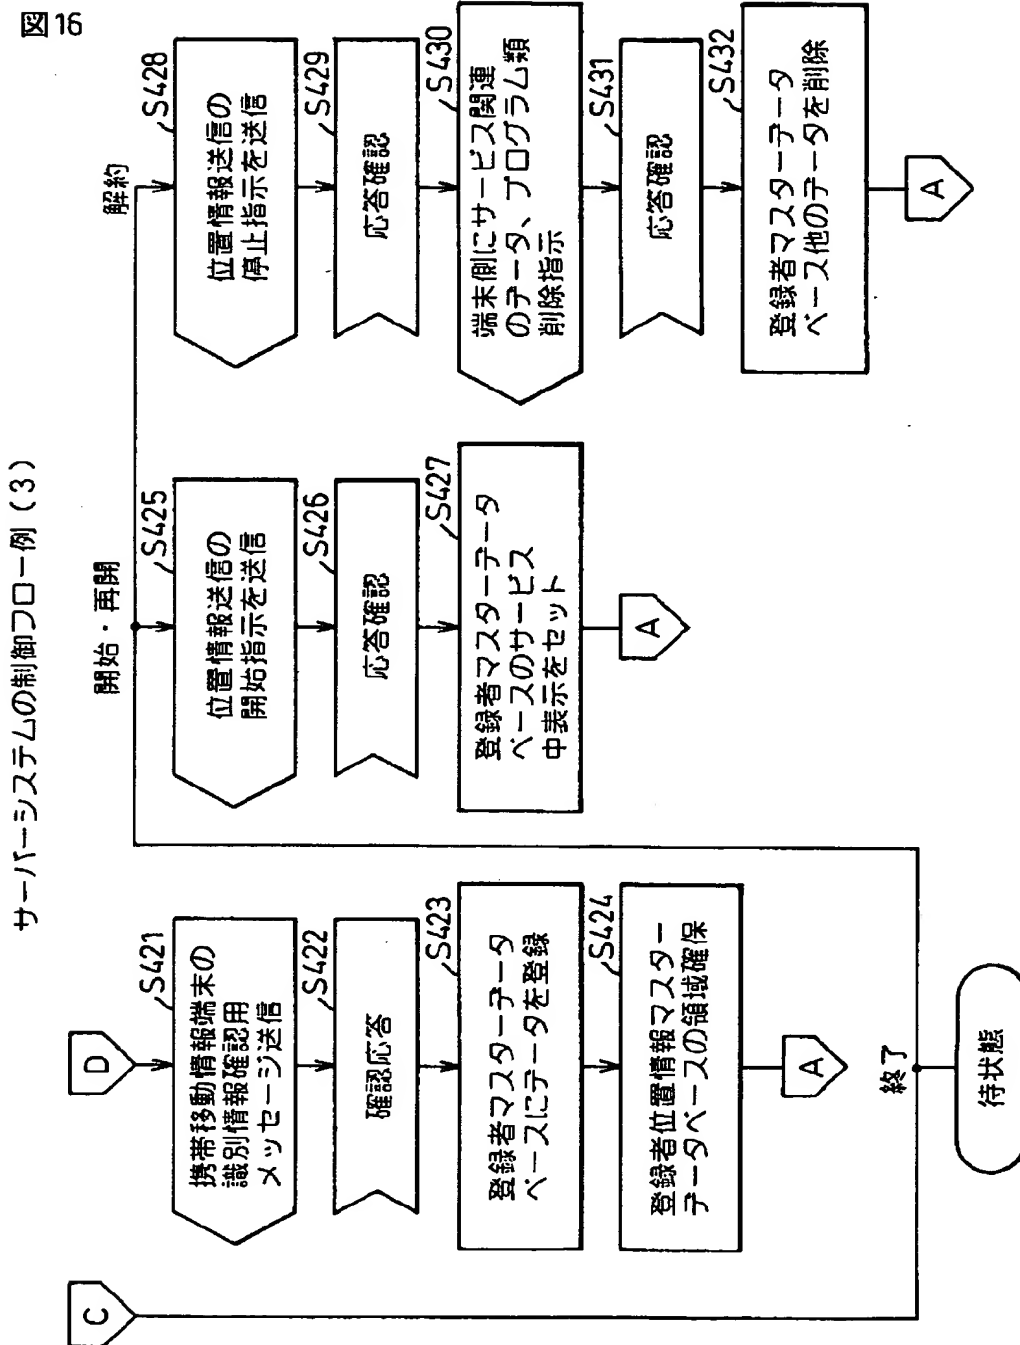 図16
サーバーシステムの制御フロー例(3)
C
D
S421
携帯移動情報端末の
識別情報確認用
メッセージ送信
S422
確認応答
S423
登録者マスターデータ
ベースにデータを登録
S424
登録者位置情報マスター
データベースの領域確保
A
終了
待状態
開始・再開
S425
位置情報送信の
開始指示を送信
S426
応答確認
S427
登録者マスターデータ
ベースのサービス
中表示をセット
A
解約
S428
位置情報送信の
停止指示を送信
S429
応答確認
S430
端末側にサービス関連
のデータ、プログラム類
削除指示
S431
応答確認
S432
登録者マスターデータ
ベース他のデータを削除
A